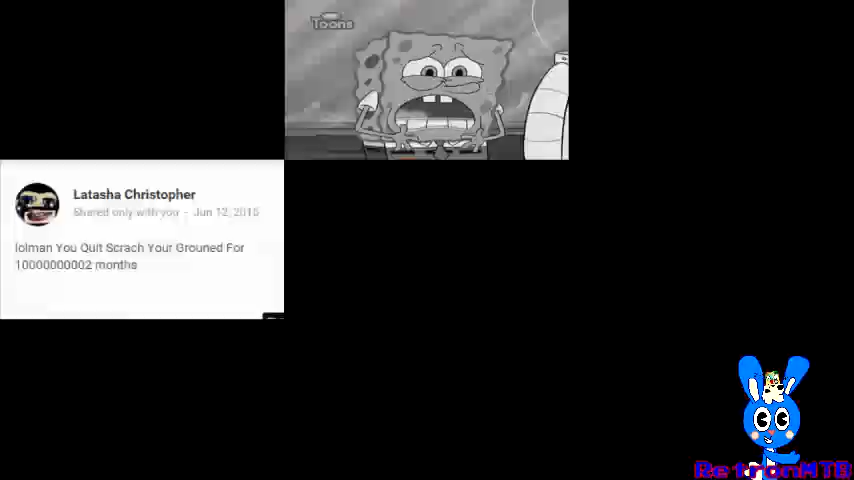 Toons
Latasha Christopher
Shared only with you - Jun 12, 2015
lolman You Quit Scrach Your Grouned For
10000000002 months
RetronMTB